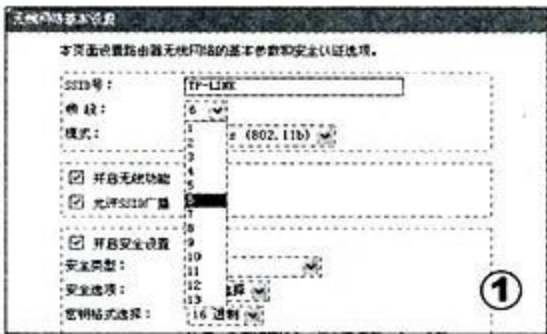 无线网络基本设置
本页面设置路由器无线网络的基本参数和安全认证选项。
SSID号：
TP-LINK
频 段：
6
模式：
s (802.11b)
1
2
3
4
5
6
7
8
9
10
11
12
13
开启无线功能
允许SSID广播
开启安全设置
安全类型：
安全选项：
选择
密钥格式选择：
16 进制
①